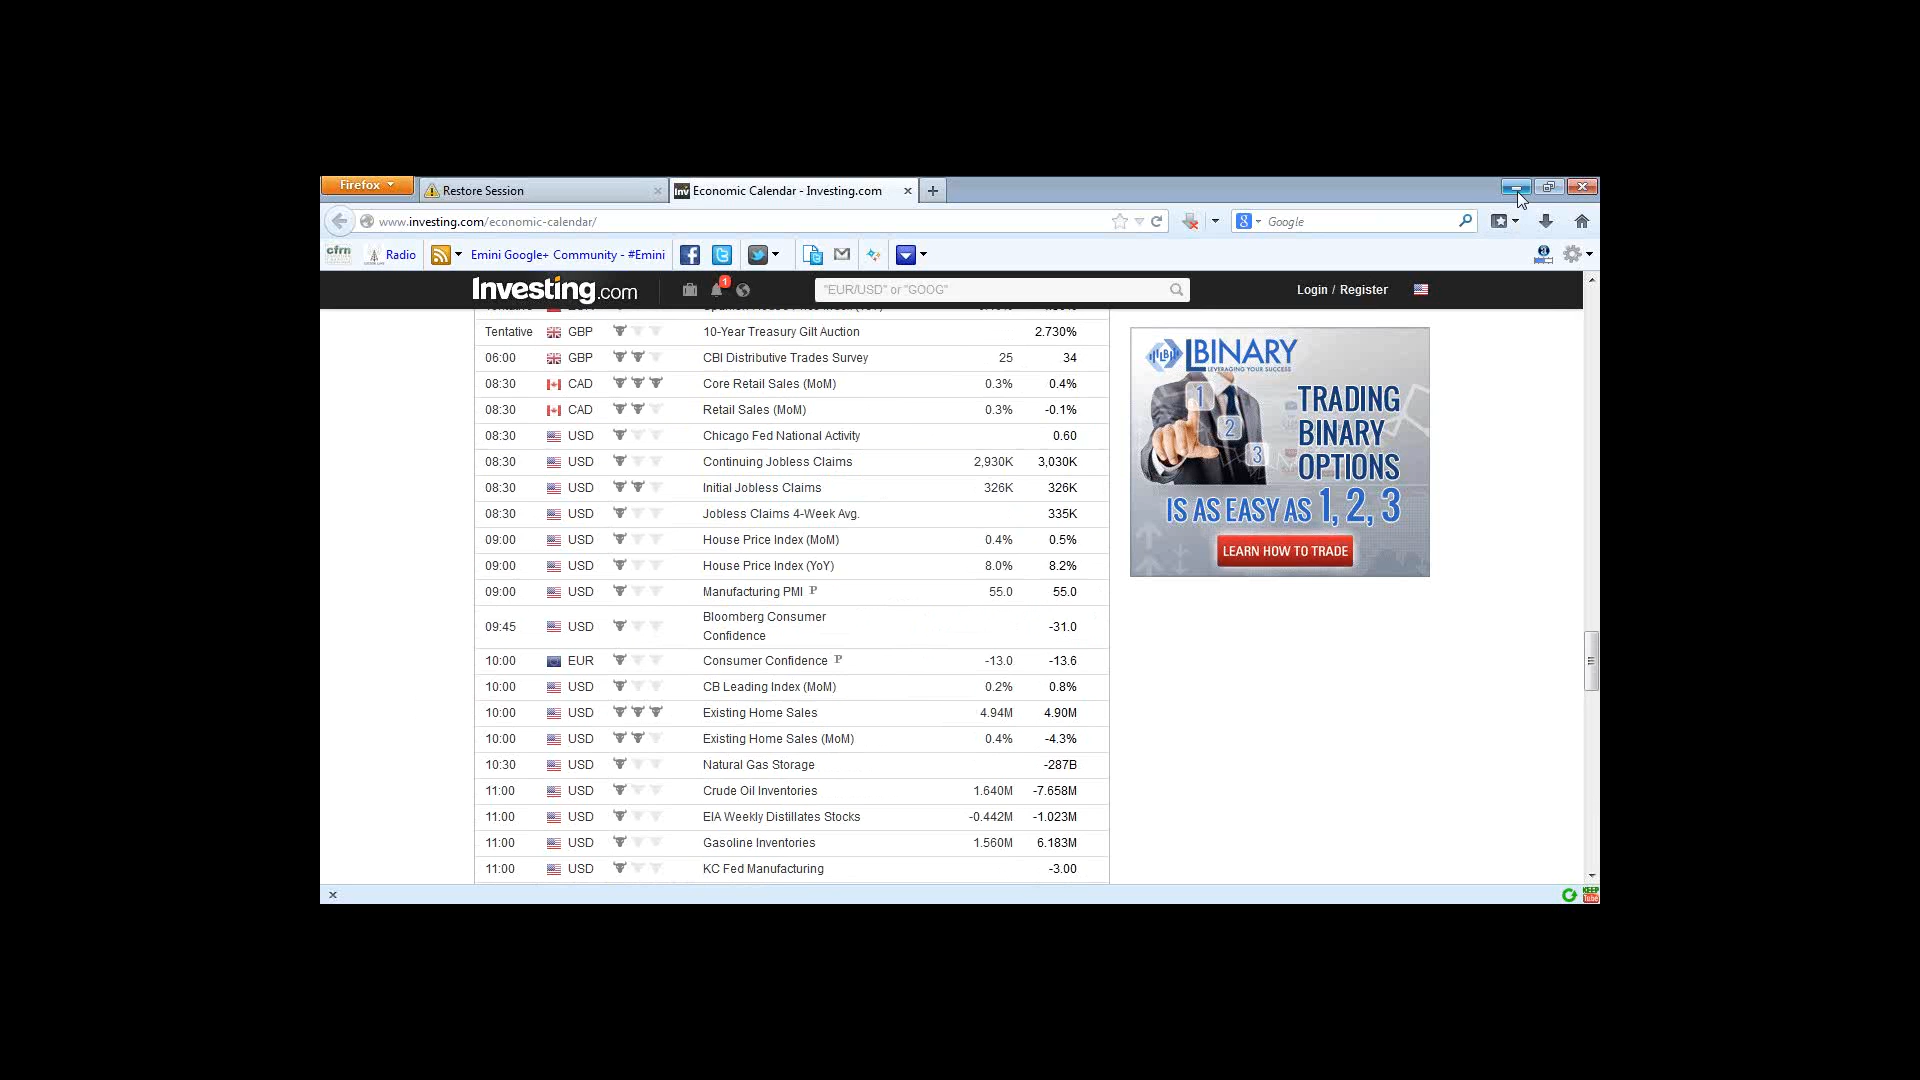 Firefox
Restore Session
Economic Calendar - Investing.com
www.investing.com/economic-calendar/
Google
cfrn
Radio
Emini Google+ Community - #Emini
Investing.com
1
"EUR/USD" or "GOOG"
Login / Register
Tentative GBP 10-Year Treasury Gilt Auction 2.730%
06:00 GBP CBI Distributive Trades Survey 25 34
08:30 CAD Core Retail Sales (MoM) 0.3% 0.4%
08:30 CAD Retail Sales (MoM) 0.3% -0.1%
08:30 USD Chicago Fed National Activity 0.60
08:30 USD Continuing Jobless Claims 2,930K 3,030K
08:30 USD Initial Jobless Claims 326K 326K
08:30 USD Jobless Claims 4-Week Avg. 335K
09:00 USD House Price Index (MoM) 0.4% 0.5%
09:00 USD House Price Index (YoY) 8.0% 8.2%
09:00 USD Manufacturing PMI P 55.0 55.0
09:45 USD Bloomberg Consumer
Confidence -31.0
10:00 EUR Consumer Confidence P -13.0 -13.6
10:00 USD CB Leading Index (MoM) 0.2% 0.8%
10:00 USD Existing Home Sales 4.94M 4.90M
10:00 USD Existing Home Sales (MoM) 0.4% -4.3%
10:30 USD Natural Gas Storage -287B
11:00 USD Crude Oil Inventories 1.640M -7.658M
11:00 USD EIA Weekly Distillates Stocks -0.442M -1.023M
11:00 USD Gasoline Inventories 1.560M 6.183M
11:00 USD KC Fed Manufacturing -3.00
LBINARY
LEVERAGING YOUR SUCCESS
1
2
3
TRADING
BINARY
OPTIONS
IS AS EASY AS 1, 2, 3
LEARN HOW TO TRADE
KEEP
Tube